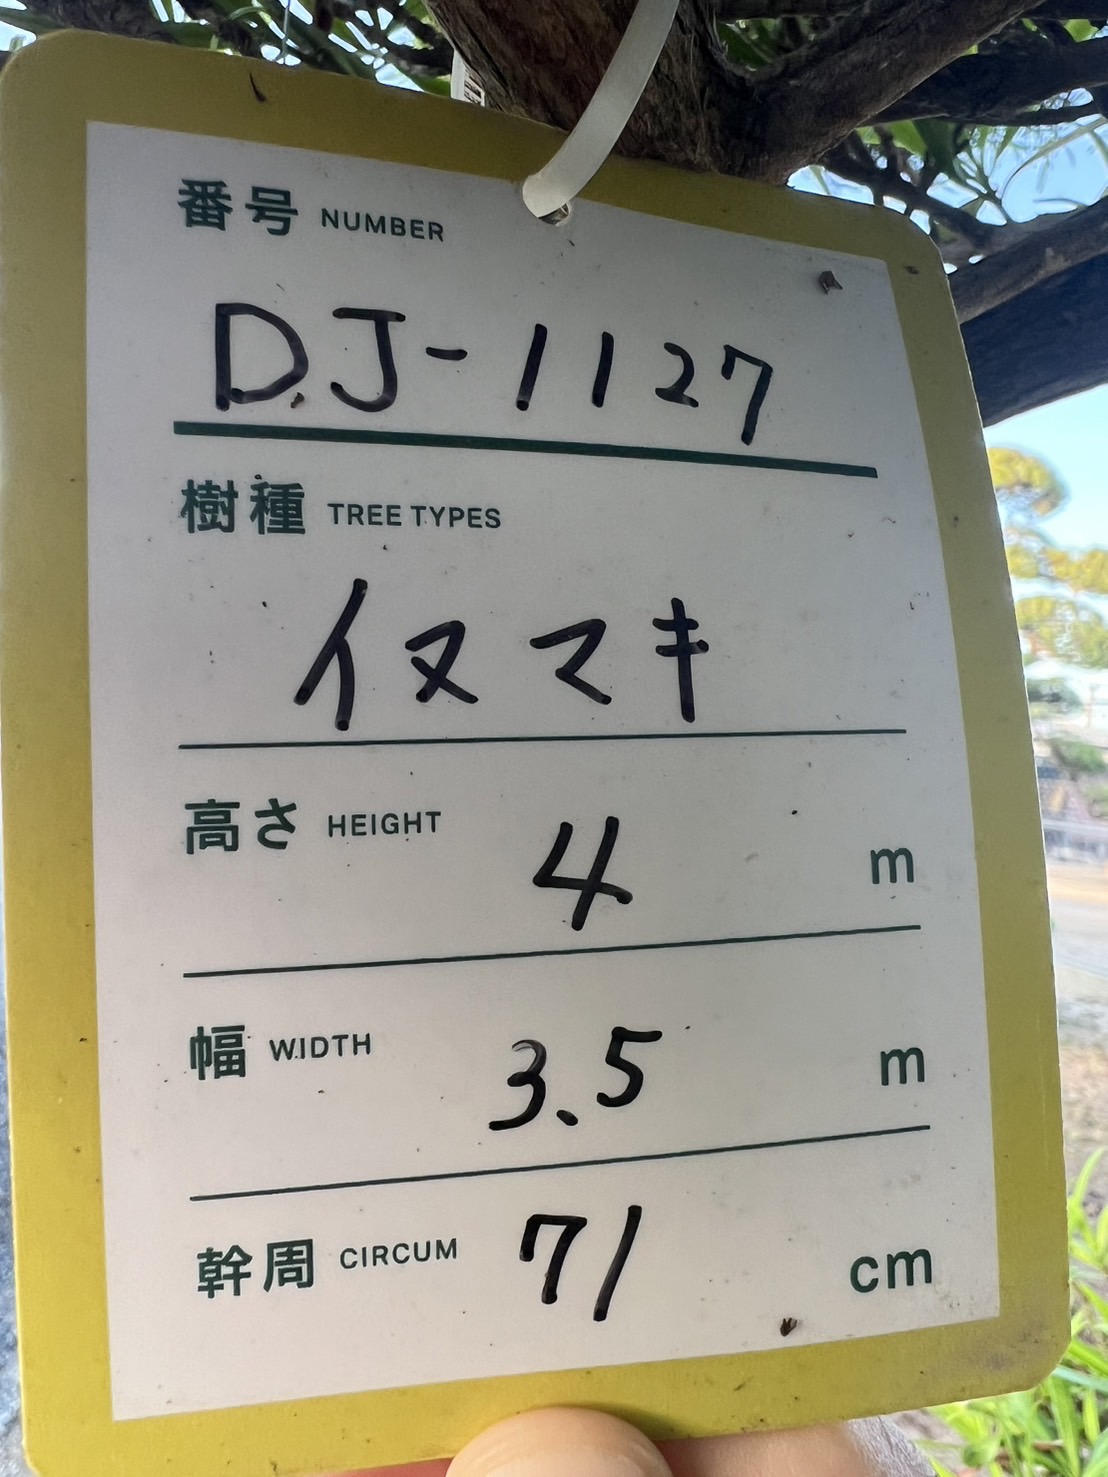 番号 NUMBER
DJ-1127
樹種 TREE TYPES
イヌマキ
高さ HEIGHT 4 m
幅 WIDTH 3.5 m
幹周 CIRCUM 71 cm